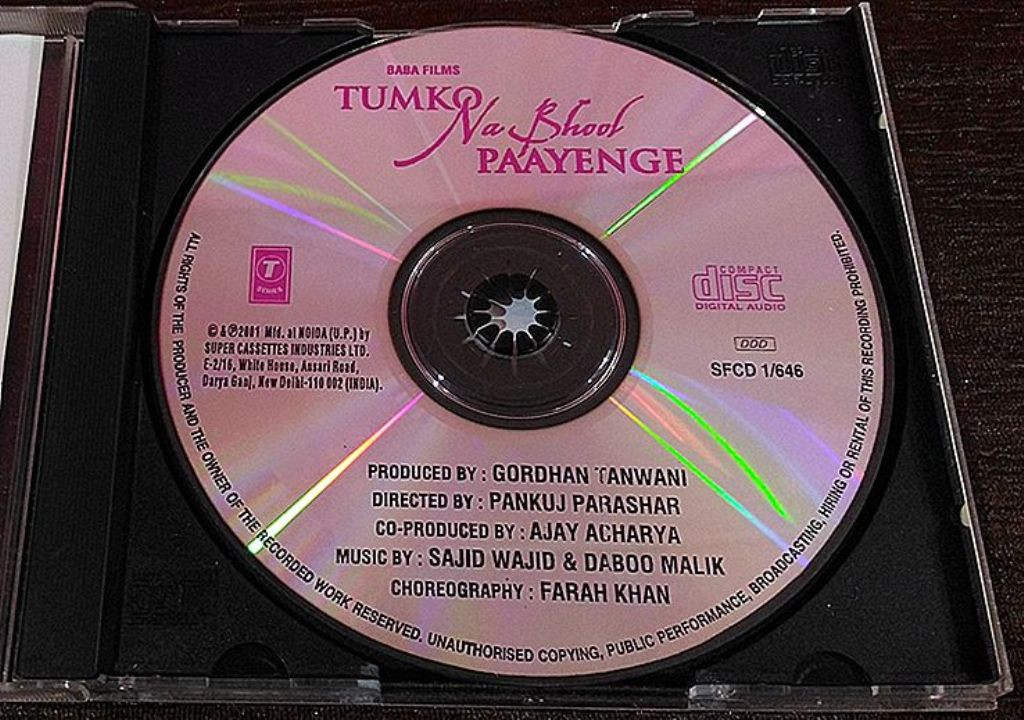 BABA FILMS
TUMKO
Na Bhool
PAAYENGE
T
SERIES
COMPACT
disc
DIGITAL AUDIO
DDD
SFCD 1/646
© & ℗ 2001 Mfd. at NOIDA (U.P.) by
SUPER CASSETTES INDUSTRIES LTD.
E-2/16, White House, Ansari Road,
Darya Ganj, New Delhi-110 002 (INDIA).
PRODUCED BY : GORDHAN TANWANI
DIRECTED BY : PANKUJ PARASHAR
CO-PRODUCED BY : AJAY ACHARYA
MUSIC BY : SAJID WAJID & DABOO MALIK
CHOREOGRAPHY : FARAH KHAN
ALL RIGHTS OF THE PRODUCER AND THE OWNER OF THE RECORDED WORK RESERVED. UNAUTHORISED COPYING, PUBLIC PERFORMANCE, BROADCASTING, HIRING OR RENTAL OF THIS RECORDING PROHIBITED.